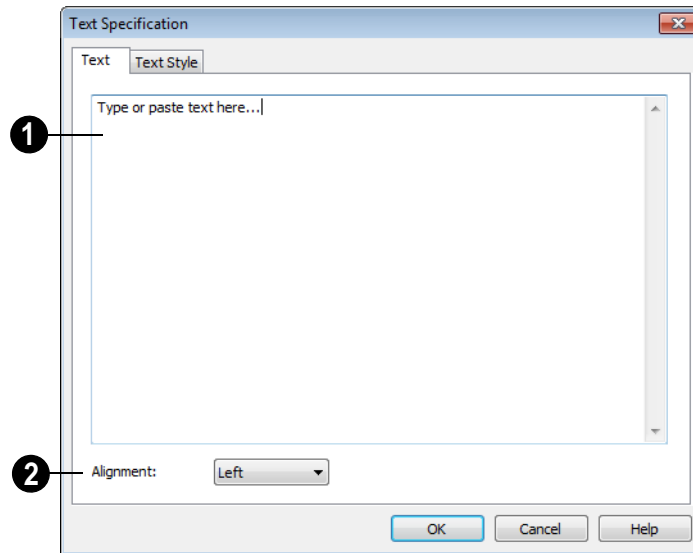 Text Specification
Text
Text Style
Type or paste text here...
1
2
Alignment:
Left
OK
Cancel
Help